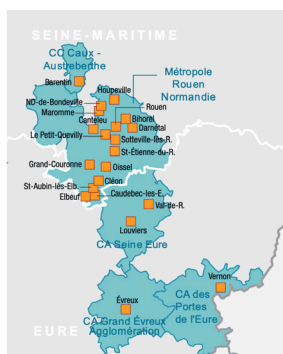 SEINE-MARITIME
CC Caux -
Austreberthe
Barentin
Métropole
Rouen
Normandie
Houpeville
ND-de-Bondeville
Rouen
Maromme
Bihorel
Canteleu
Darnétal
Le Petit-Quevilly
Sotteville-lès-R.
St-Étienne-du-R.
Grand-Couronne
Oissel
Cléon
St-Aubin-lès-Elb.
Caudebec-les-E.
Elbeuf
Val-de-R.
Louviers
CA Seine Eure
Vernon
CA des
Portes
de l'Eure
Évreux
CA Grand Évreux
Agglomération
EURE